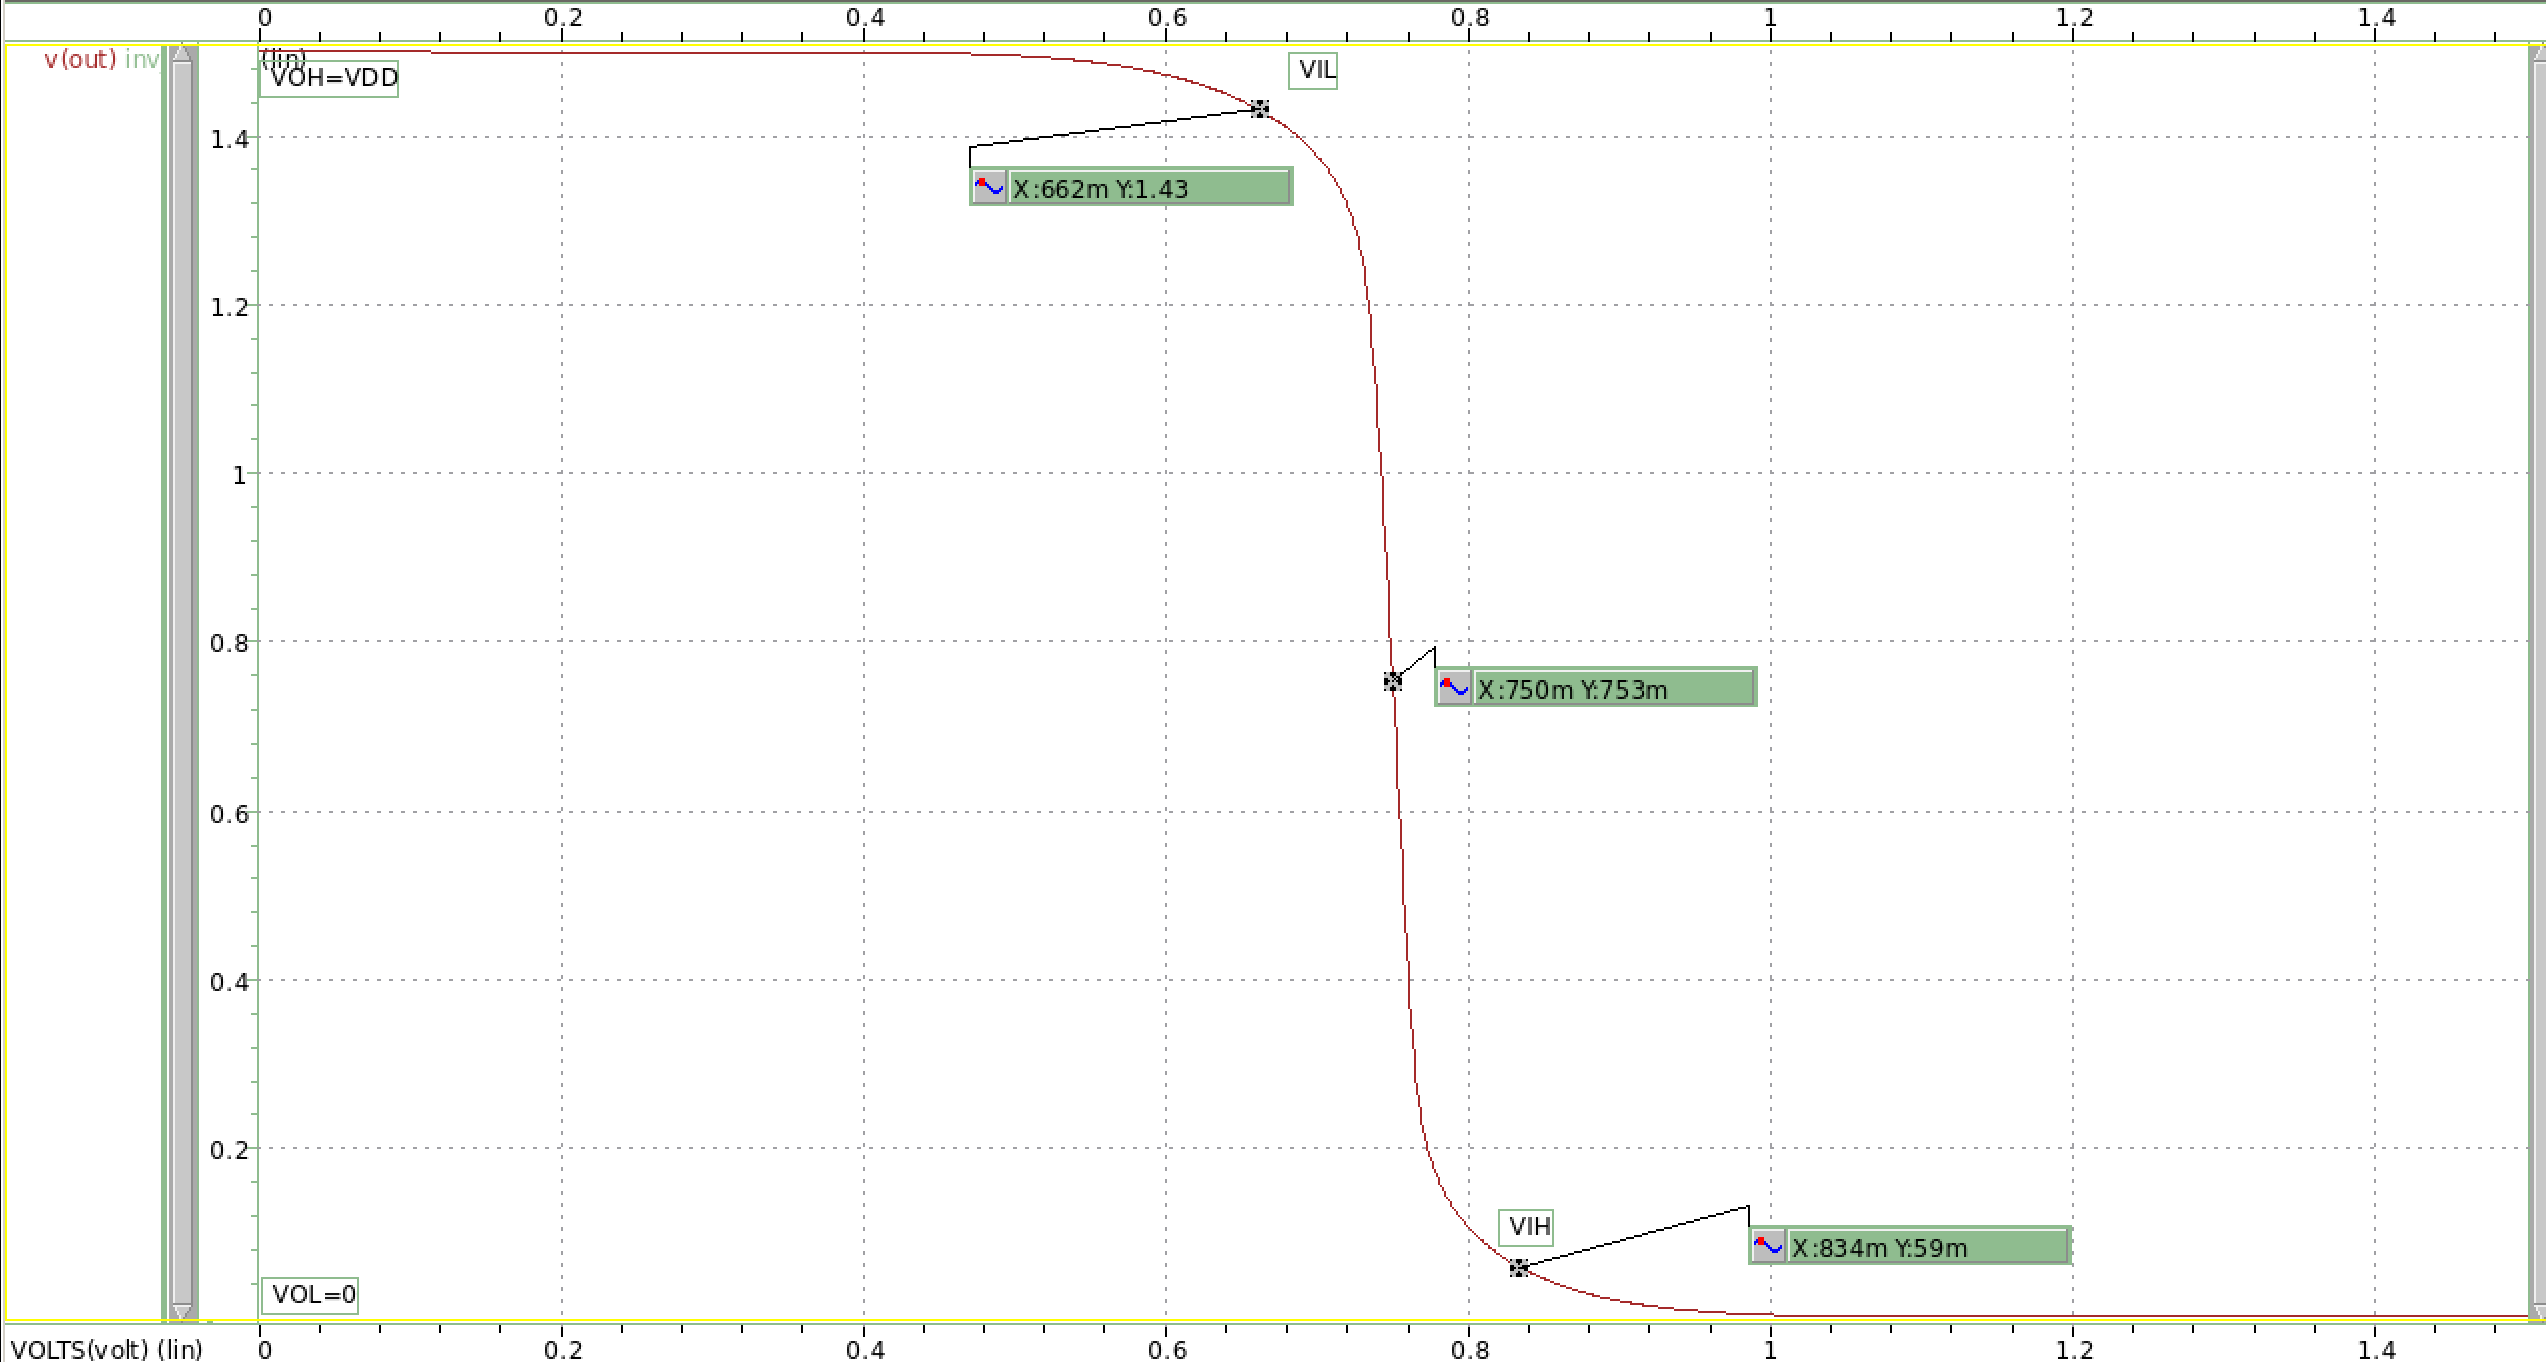 0 0.2 0.4 0.6 0.8 1 1.2 1.4
v(out) inv
(lin)
VOH=VDD
VIL
1.4
X:662m Y:1.43
1.2
1
0.8
X:750m Y:753m
0.6
0.4
0.2
VIH
X:834m Y:59m
VOL=0
VOLTS(volt) (lin) 0 0.2 0.4 0.6 0.8 1 1.2 1.4